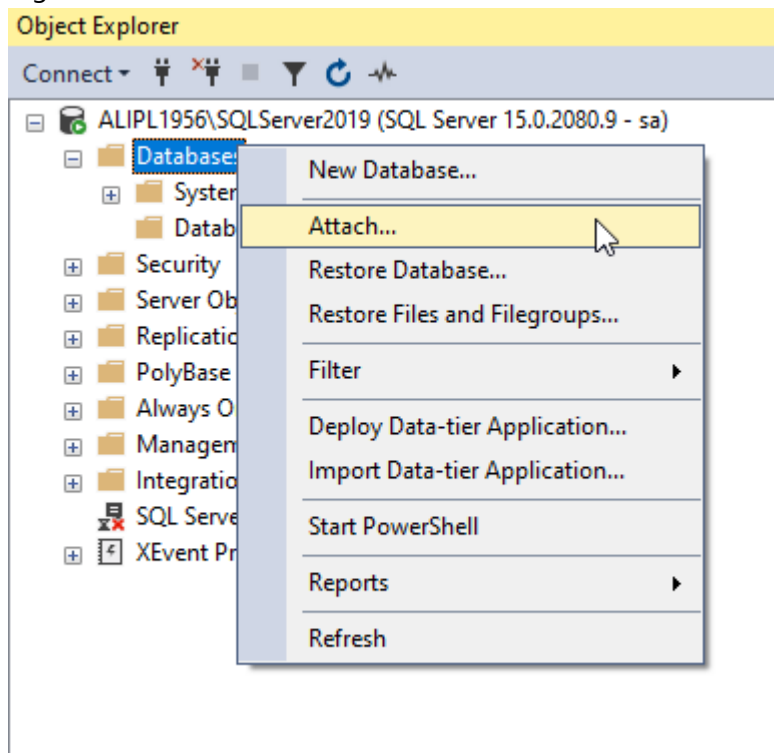 Object Explorer
Connect
ALIPL1956\SQLServer2019 (SQL Server 15.0.2080.9 - sa)
Databases
New Database...
Attach...
Restore Database...
Restore Files and Filegroups...
Filter
Deploy Data-tier Application...
Import Data-tier Application...
Start PowerShell
Reports
Refresh
Syster
Datab
Security
Server Ob
Replicatic
PolyBase
Always O
Managem
Integratio
SQL Serve
XEvent Pr